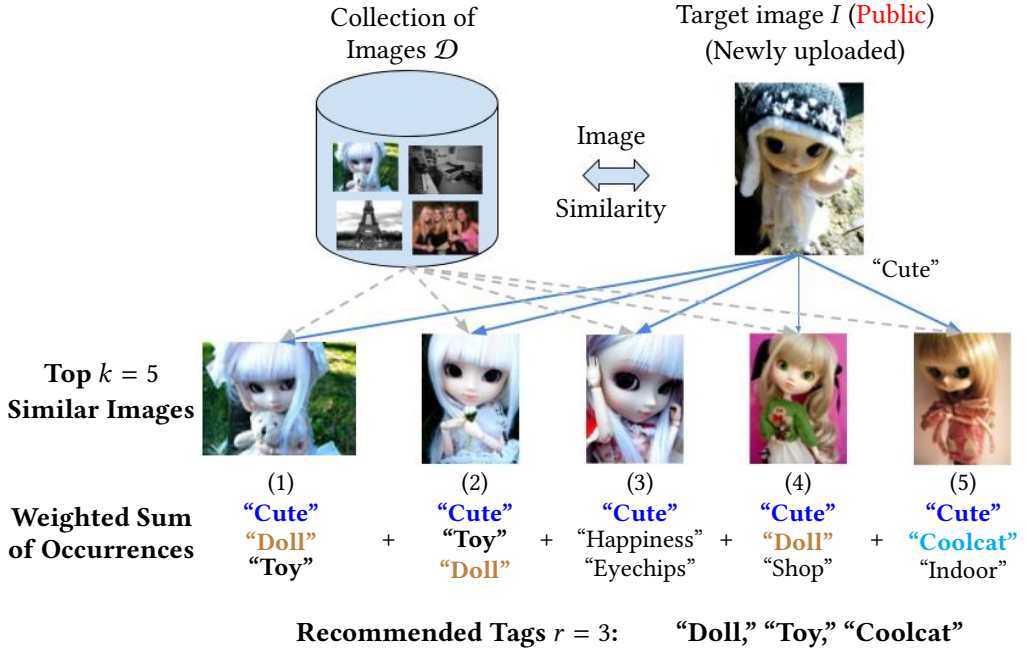 Collection of
Images 𝒟
Target image I (Public)
(Newly uploaded)
Image
Similarity
“Cute”
Top k = 5
Similar Images
(1) (2) (3) (4) (5)
Weighted Sum
of Occurrences
“Cute” “Cute” “Cute” “Cute” “Cute”
“Doll” + “Toy” + “Happiness” + “Doll” + “Coolcat”
“Toy” “Doll” “Eyechips” “Shop” “Indoor”
Recommended Tags r = 3: “Doll,” “Toy,” “Coolcat”